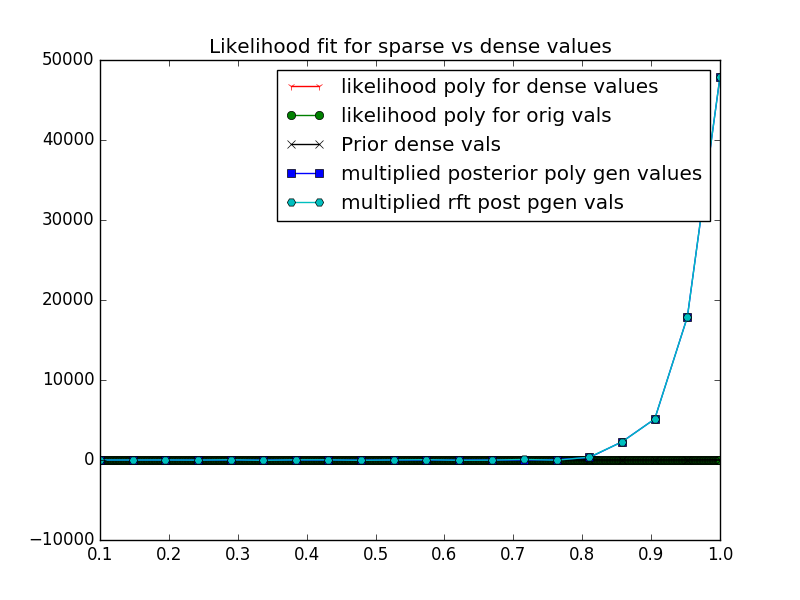 Likelihood fit for sparse vs dense values
50000
40000
30000
20000
10000
0
−10000
likelihood poly for dense values
likelihood poly for orig vals
Prior dense vals
multiplied posterior poly gen values
multiplied rft post pgen vals
0.1 0.2 0.3 0.4 0.5 0.6 0.7 0.8 0.9 1.0